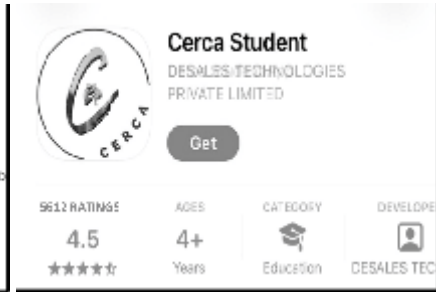 Cerca Student
DESALES TECHNOLOGIES
PRIVATE LIMITED
CERCA
Get
5612 RATINGS
AGES
CATEGORY
DEVELOPE
4.5
4+
Years
Education
DESALES TEC